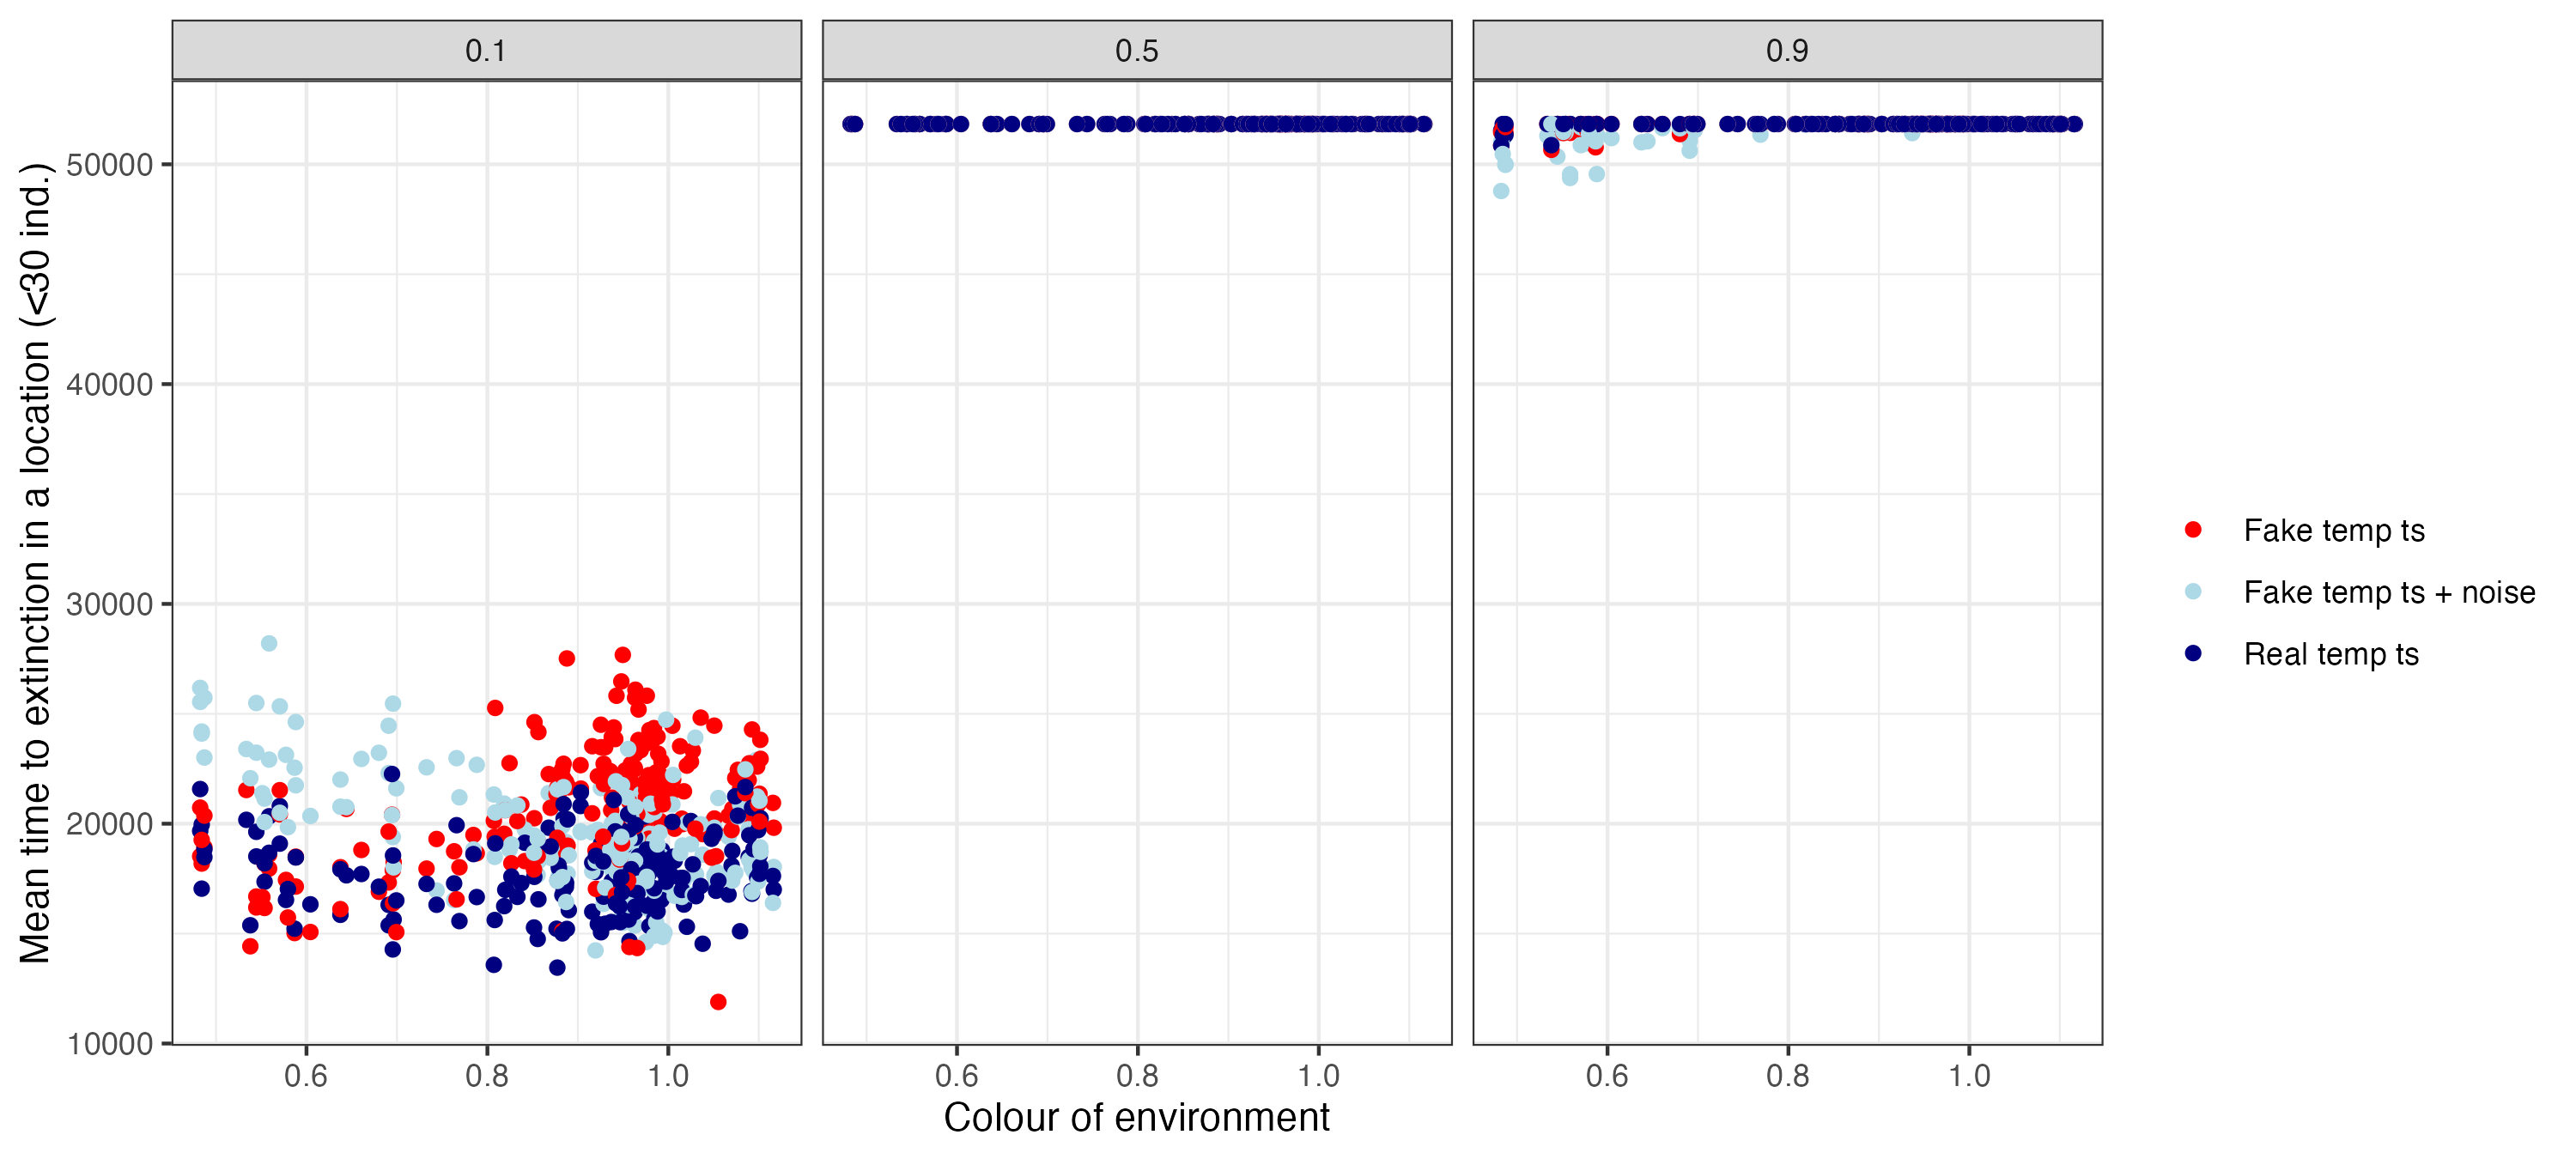 0.1 0.5 0.9
Mean time to extinction in a location (<30 ind.)
50000
40000
30000
20000
10000
0.6 0.8 1.0 0.6 0.8 1.0 0.6 0.8 1.0
Colour of environment
Fake temp ts
Fake temp ts + noise
Real temp ts